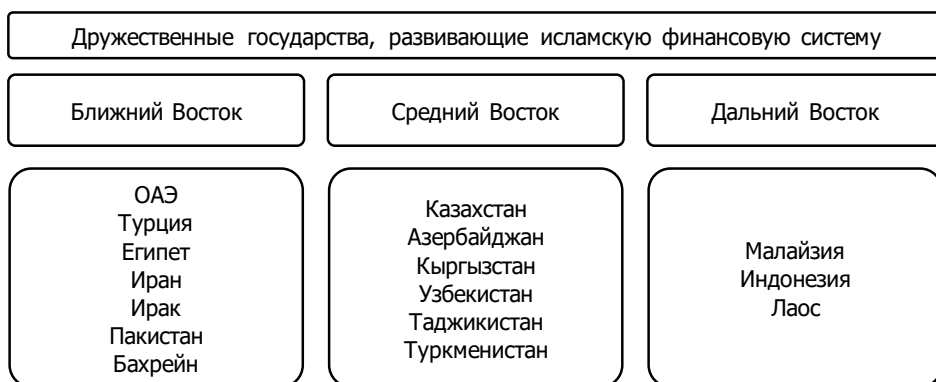 Дружественные государства, развивающие исламскую финансовую систему
Ближний Восток
Средний Восток
Дальний Восток
ОАЭ
Турция
Египет
Иран
Ирак
Пакистан
Бахрейн
Казахстан
Азербайджан
Кыргызстан
Узбекистан
Таджикистан
Туркменистан
Малайзия
Индонезия
Лаос